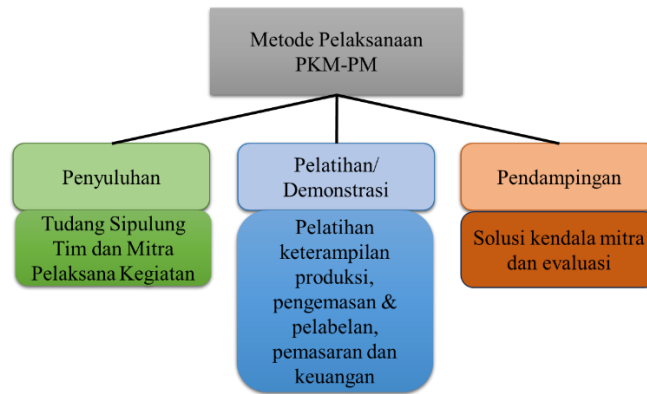 Metode Pelaksanaan
PKM-PM
Penyuluhan
Tudang Sipulung
Tim dan Mitra
Pelaksana Kegiatan
Pelatihan/
Demonstrasi
Pelatihan
keterampilan
produksi,
pengemasan &
pelabelan,
pemasaran dan
keuangan
Pendampingan
Solusi kendala mitra
dan evaluasi